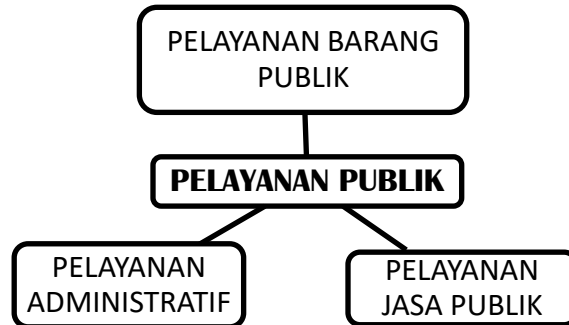 PELAYANAN BARANG
PUBLIK
PELAYANAN PUBLIK
PELAYANAN
ADMINISTRATIF
PELAYANAN
JASA PUBLIK